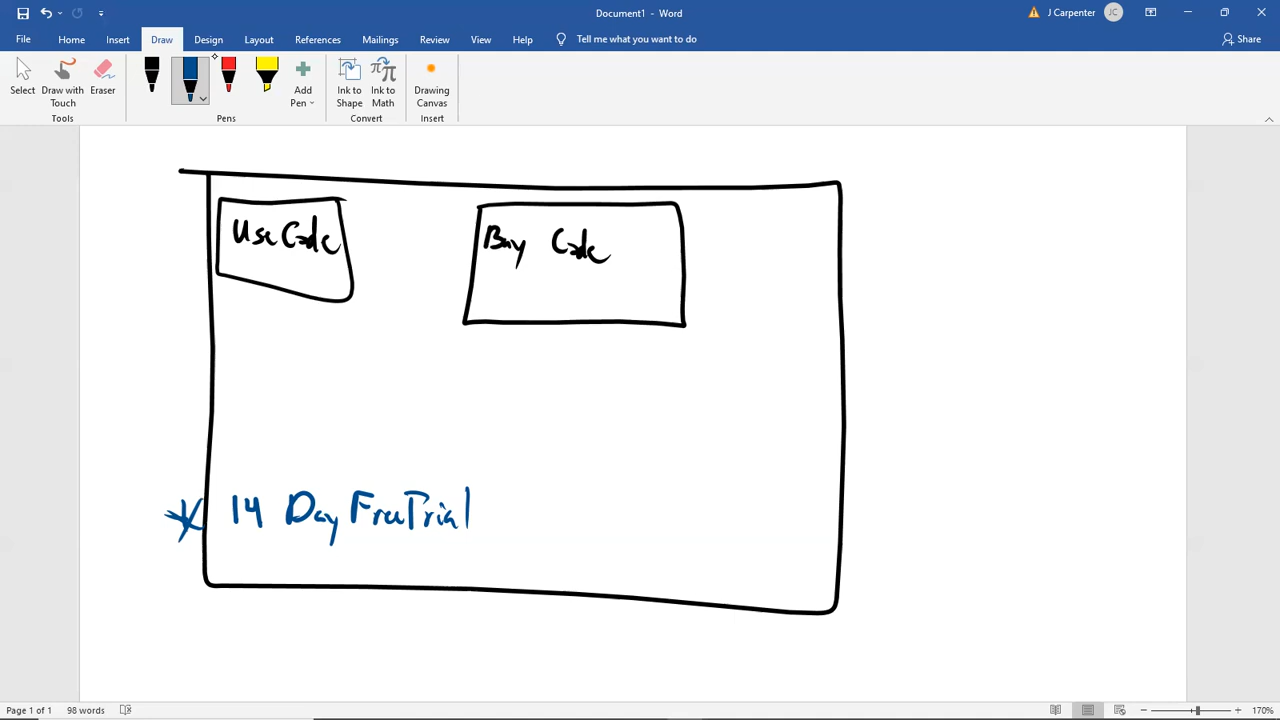 Document1 - Word
J Carpenter JC
File Home Insert Draw Design Layout References Mailings Review View Help Tell me what you want to do Share
Select Draw with Touch Eraser Ink to Shape Ink to Math Add Pen Drawing Canvas
Tools Pens Convert Insert
Use Code Buy Code
14 Day Free Trial
Page 1 of 1 98 words 170%